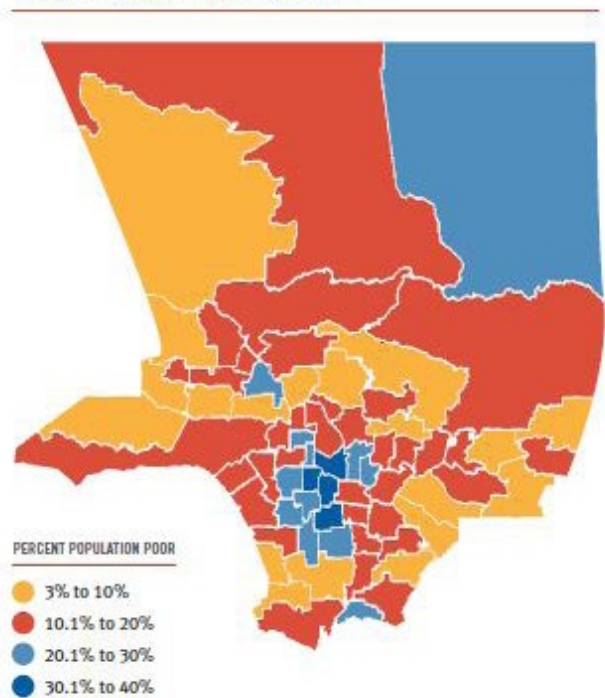 PERCENT POPULATION POOR
3% to 10%
10.1% to 20%
20.1% to 30%
30.1% to 40%